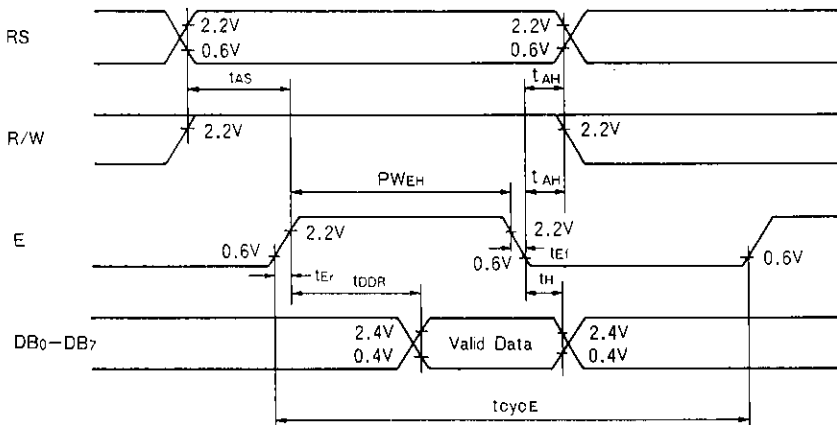 RS
2.2V
0.6V
2.2V
0.6V
tAS
tAH
R/W
2.2V
2.2V
PWEH
tAH
E
0.6V
2.2V
2.2V
0.6V
tEf
0.6V
tEr
tDDR
tH
DB0-DB7
2.4V
0.4V
Valid Data
2.4V
0.4V
tcycE